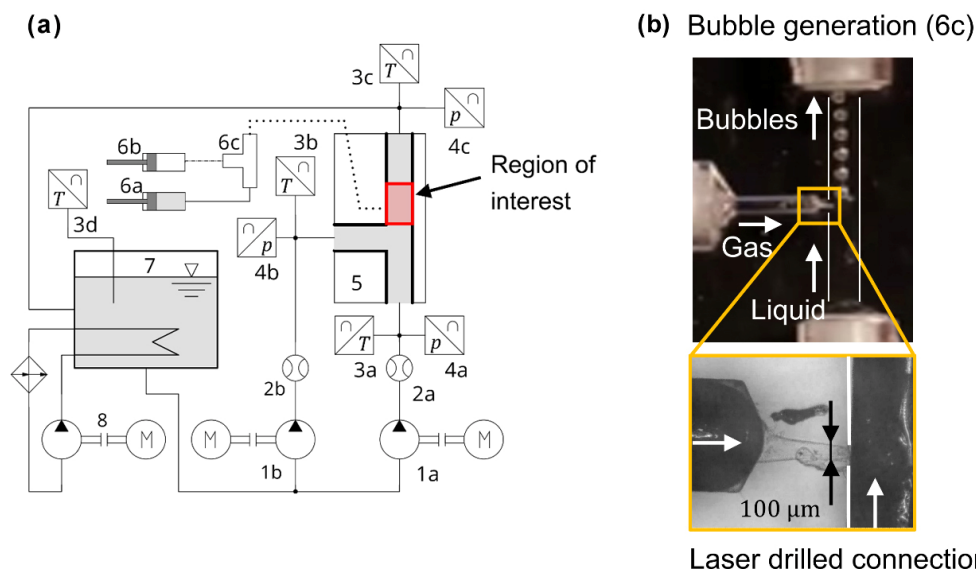 (a)
T
3c
p
4c
6b
6c
3b
T
6a
T
3d
p
4b
Region of
interest
7
5
T
3a
p
4a
2b
2a
8
M
M
M
1b
1a
(b) Bubble generation (6c)
Bubbles
Gas
Liquid
100 μm
Laser drilled connection